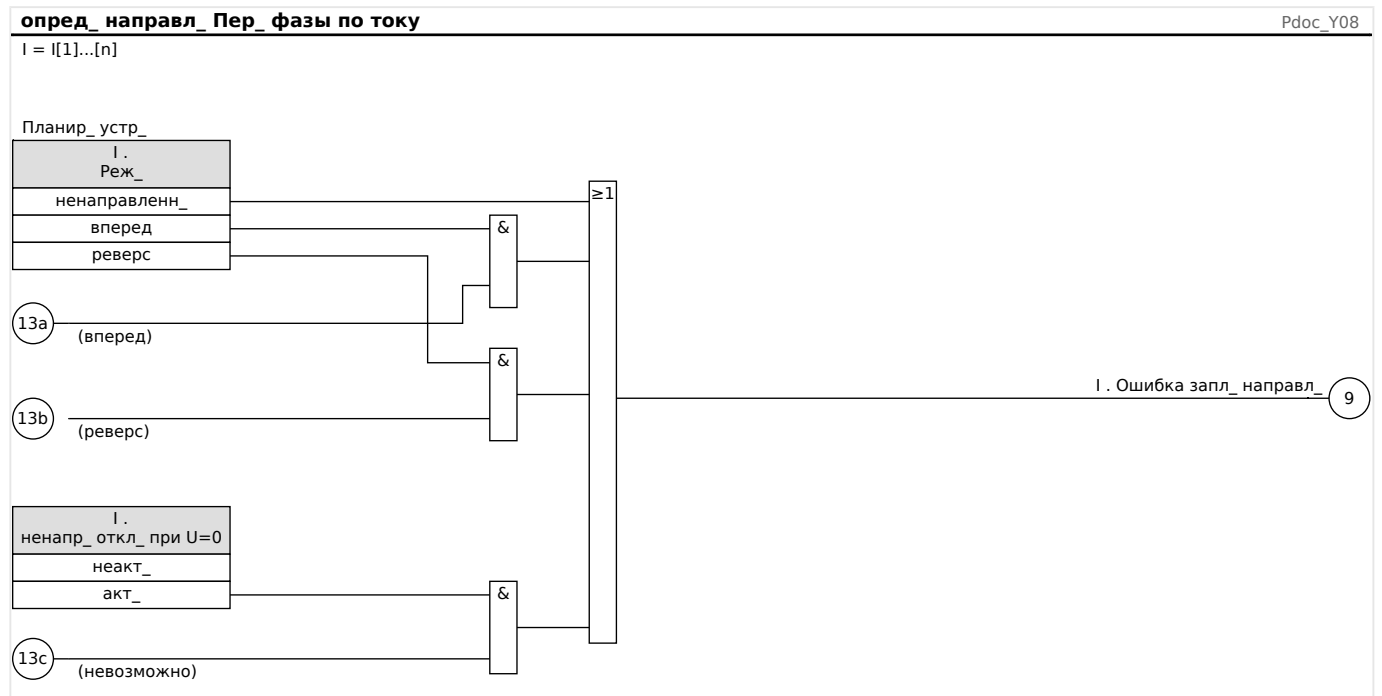 опред_ направл_ Пер_ фазы по току
Pdoc_Y08
I = I[1]...[n]
Планир_ устр_
I .
Реж_
ненаправленн_
вперед
реверс
≥1
&
13a
(вперед)
&
13b
(реверс)
I . Ошибка запл_ направл_
9
I .
ненапр_ откл_ при U=0
неакт_
акт_
&
13c
(невозможно)